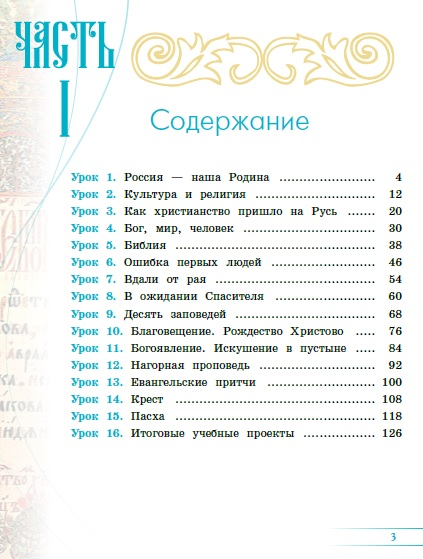 ЧАСТЬ
I
Содержание
Урок 1. Россия — наша Родина .................... 4
Урок 2. Культура и религия .......................... 12
Урок 3. Как христианство пришло на Русь ....... 20
Урок 4. Бог, мир, человек ........................... 30
Урок 5. Библия ........................................ 38
Урок 6. Ошибка первых людей ..................... 46
Урок 7. Вдали от рая ................................. 54
Урок 8. В ожидании Спасителя ..................... 60
Урок 9. Десять заповедей ........................... 68
Урок 10. Благовещение. Рождество Христово ..... 76
Урок 11. Богоявление. Искушение в пустыне ..... 84
Урок 12. Нагорная проповедь ....................... 92
Урок 13. Евангельские притчи ...................... 100
Урок 14. Крест ......................................... 108
Урок 15. Пасха ......................................... 118
Урок 16. Итоговые учебные проекты ............... 126
3